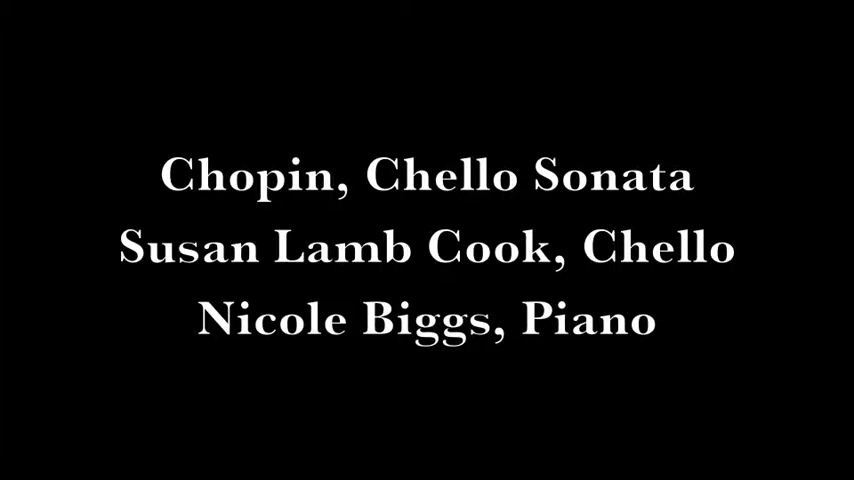 Chopin, Chello Sonata
Susan Lamb Cook, Chello
Nicole Biggs, Piano